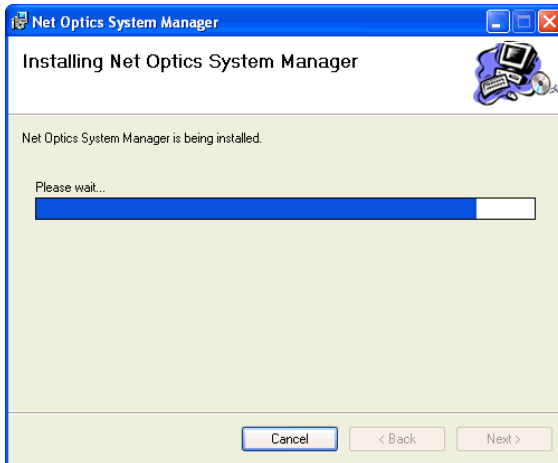 Net Optics System Manager
Installing Net Optics System Manager
Net Optics System Manager is being installed.
Please wait...
Cancel
< Back
Next >